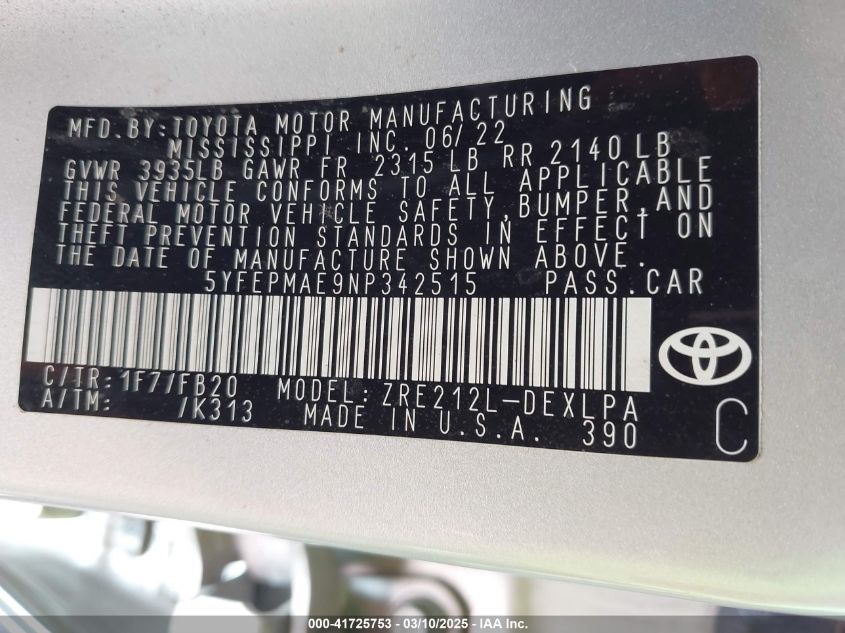 MFD.BY:TOYOTA MOTOR MANUFACTURING
MISSISSIPPI INC. 06/22
GVWR 3935LB GAWR FR 2315 LB RR 2140LB
THIS VEHICLE CONFORMS TO ALL APPLICABLE
FEDERAL MOTOR VEHICLE SAFETY,BUMPER,AND
THEFT PREVENTION STANDARDS IN EFFECT ON
THE DATE OF MANUFACTURE SHOWN ABOVE.
5YFEPMAE9NP342515 PASS.CAR
C/TR:1F7/FB20 MODEL:ZRE212L-DEXLPA
A/TM: /K313 MADE IN U.S.A. 390 C
000-41725753 — 03/10/2025 — IAA Inc.